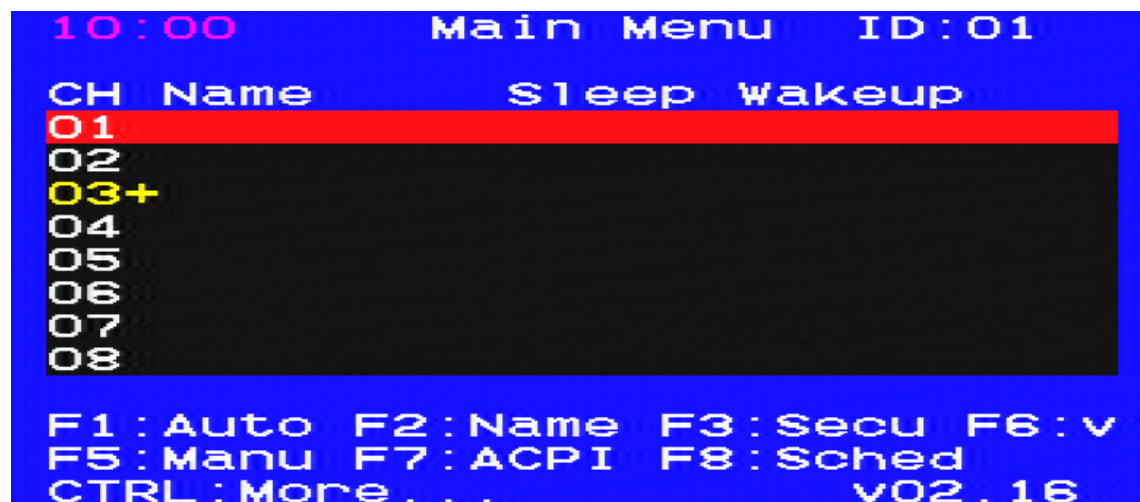 10:00 Main Menu ID:01
CH Name Sleep Wakeup
01
02
03+
04
05
06
07
08
F1:Auto F2:Name F3:Secu F6:v
F5:Manu F7:ACPI F8:Sched
CTRL:More... v02.16